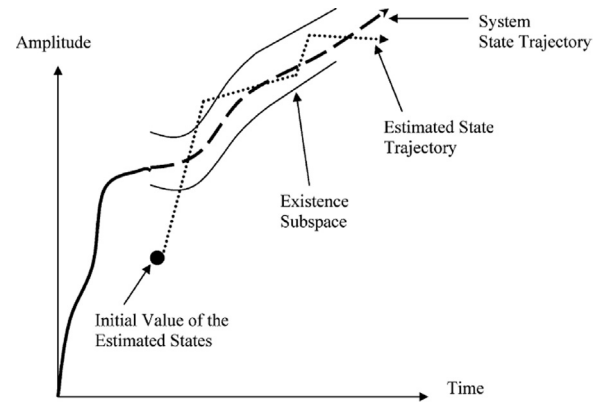 System
State Trajectory
Amplitude
Estimated State
Trajectory
Existence
Subspace
Initial Value of the
Estimated States
Time